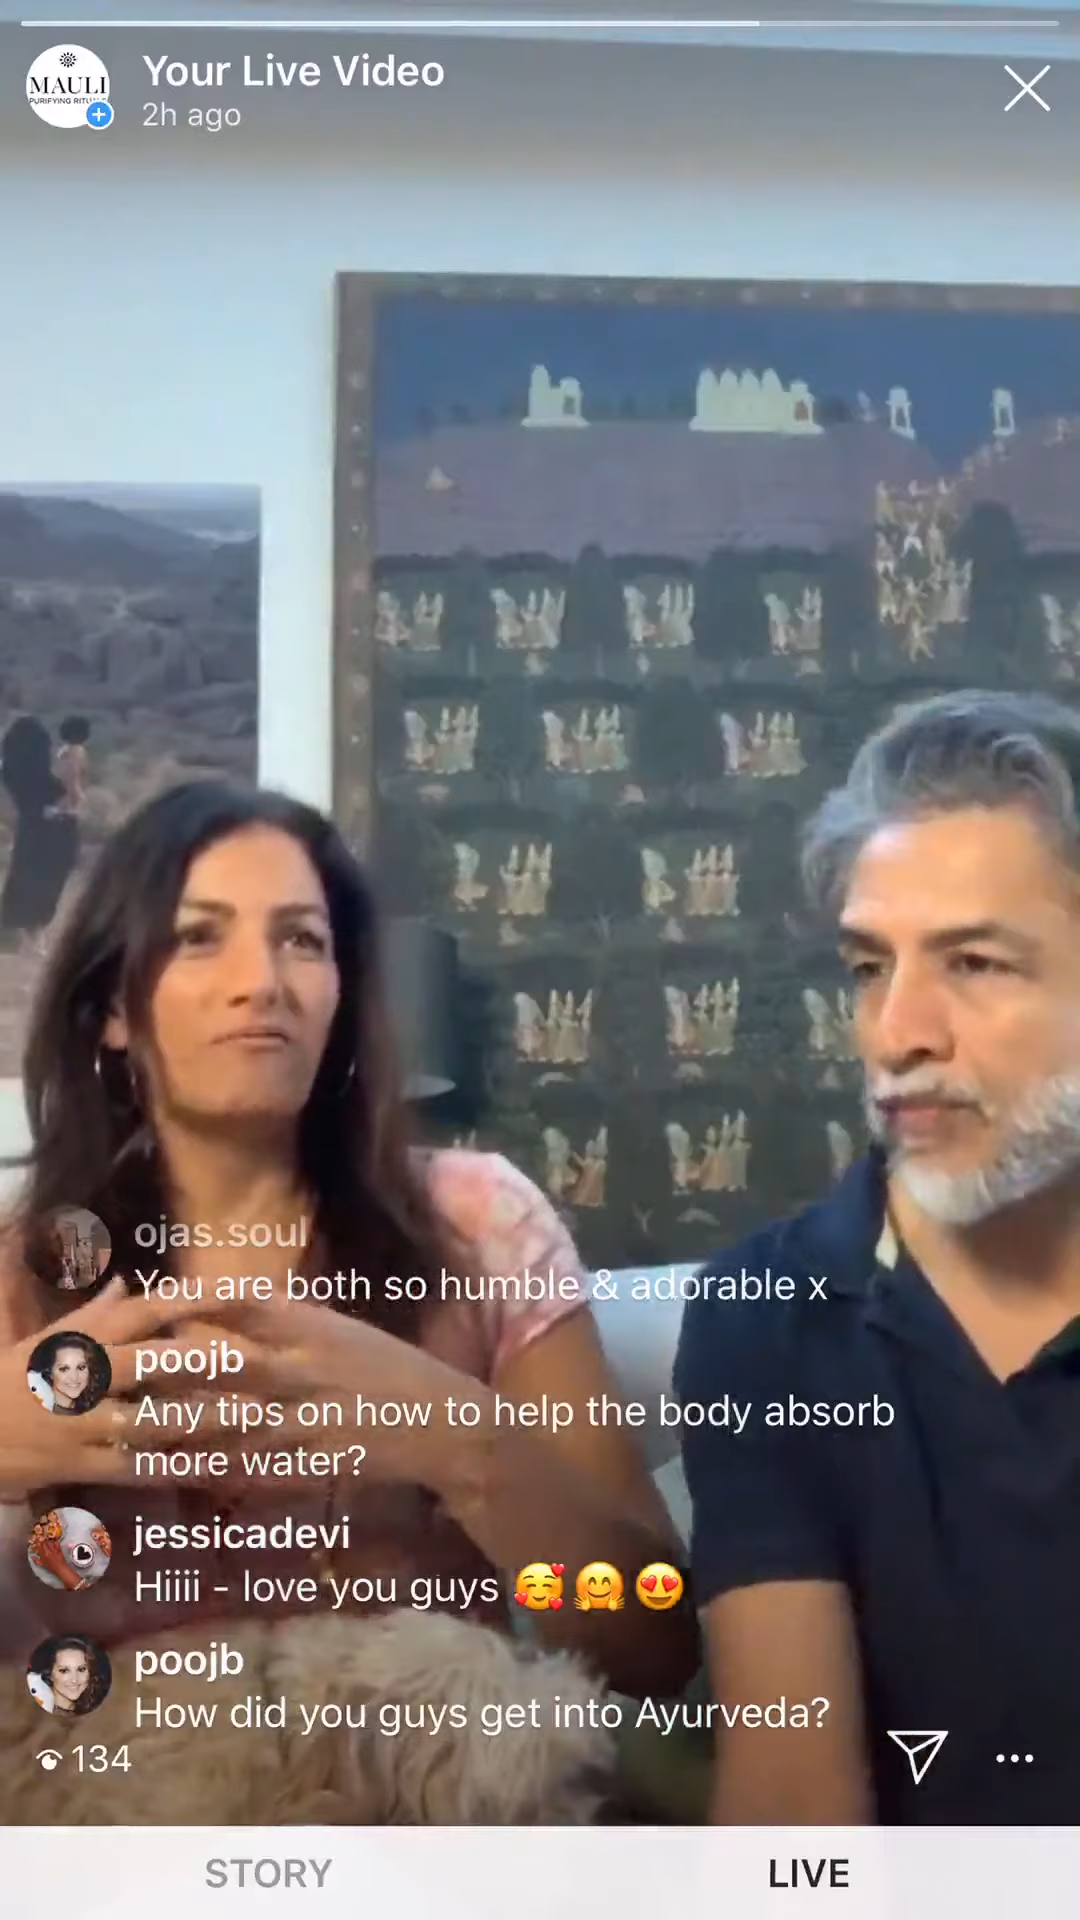 MAULI
PURIFYING RITU
Your Live Video
2h ago
ojas.soul
You are both so humble & adorable x
poojb
Any tips on how to help the body absorb
more water?
jessicadevi
Hiiii - love you guys 🥰 🤗 😍
poojb
How did you guys get into Ayurveda?
134
STORY
LIVE